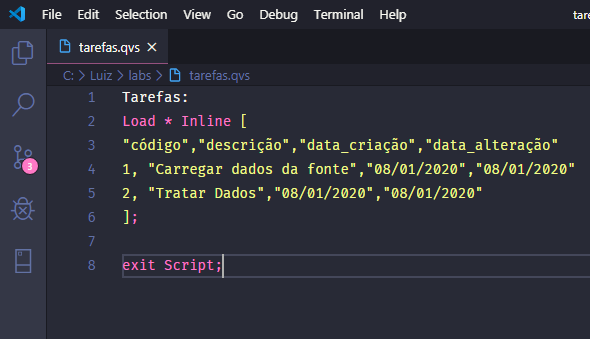 File Edit Selection View Go Debug Terminal Help tare
tarefas.qvs ×
C: > Luiz > labs > tarefas.qvs
1 Tarefas:
2 Load * Inline [
3 "código","descrição","data_criação","data_alteração"
4 1, "Carregar dados da fonte","08/01/2020","08/01/2020"
5 2, "Tratar Dados","08/01/2020","08/01/2020"
6 ];
7
8 exit Script;
3